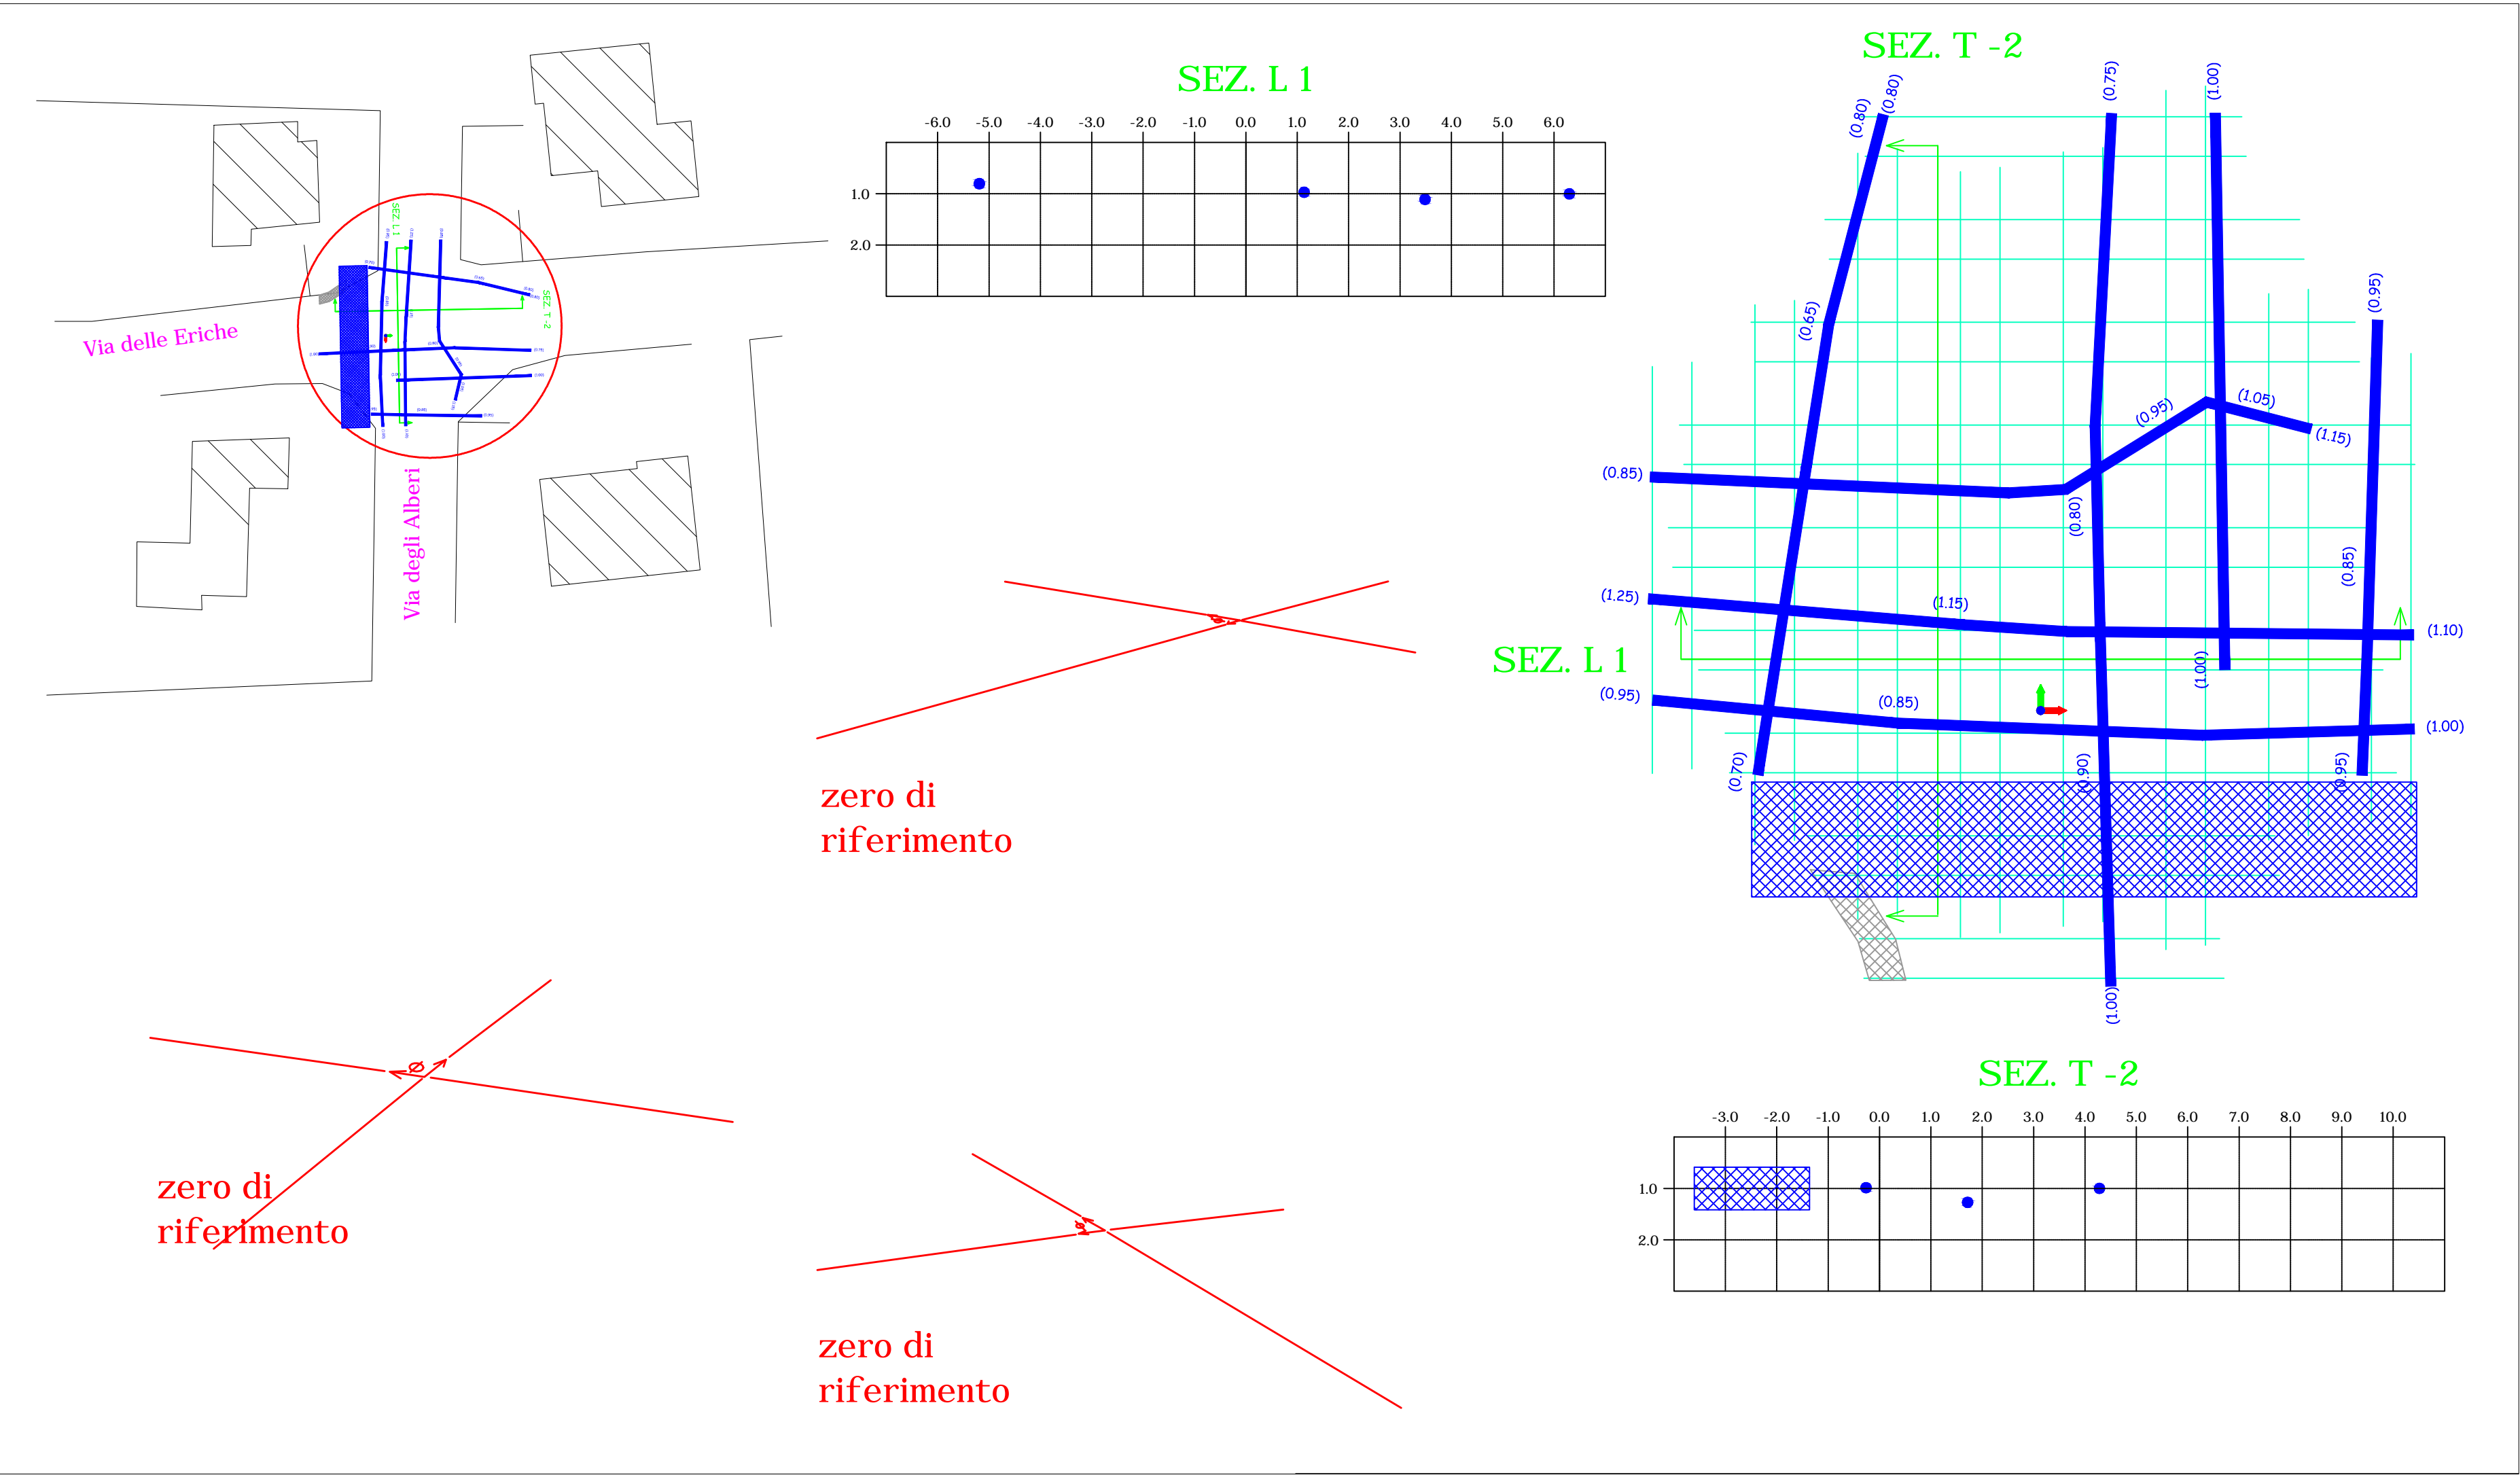 SEZ. T -2
SEZ. L 1
-6.0 -5.0 -4.0 -3.0 -2.0 -1.0 0.0 1.0 2.0 3.0 4.0 5.0 6.0
1.0
2.0
SEZ. L 1
SEZ. T -2
Via delle Eriche
Via degli Alberi
(0.80)
(0.80)
(0.75)
(1.00)
(0.65)
(0.95)
(0.95)
(1.05)
(1.15)
(0.85)
(0.80)
(0.85)
(1.25)
(1.15)
(1.10)
SEZ. L 1
(1.00)
(0.95)
(0.85)
(1.00)
(0.70)
(0.90)
(0.95)
(1.00)
zero di
riferimento
zero di
riferimento
zero di
riferimento
SEZ. T -2
-3.0 -2.0 -1.0 0.0 1.0 2.0 3.0 4.0 5.0 6.0 7.0 8.0 9.0 10.0
1.0
2.0